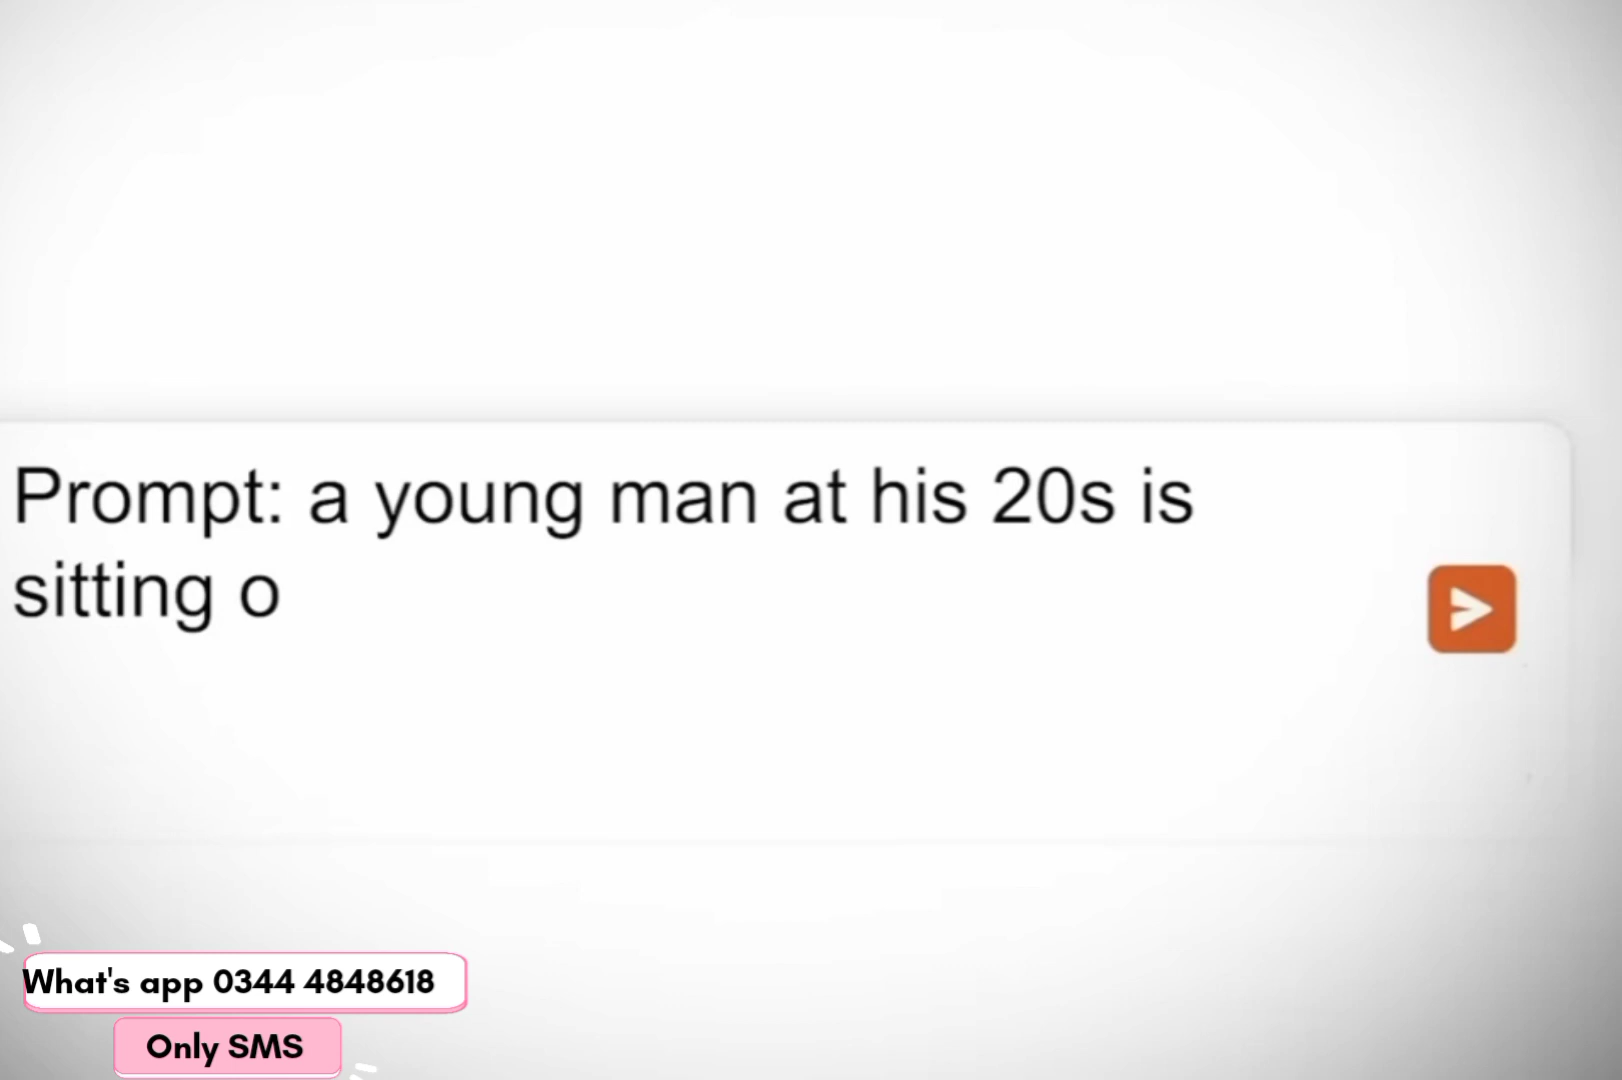 Prompt: a young man at his 20s is
sitting o
What's app 0344 4848618
Only SMS